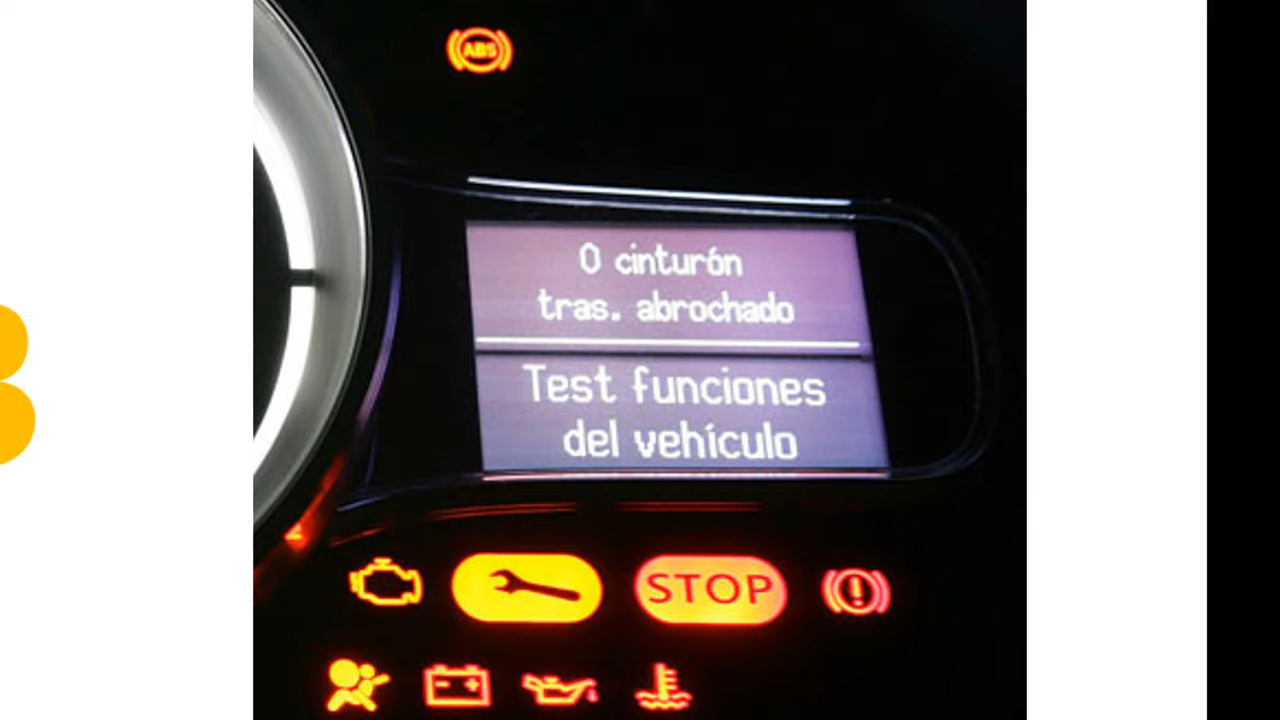 ABS
0 cinturón
tras. abrochado
Test funciones
del vehículo
STOP